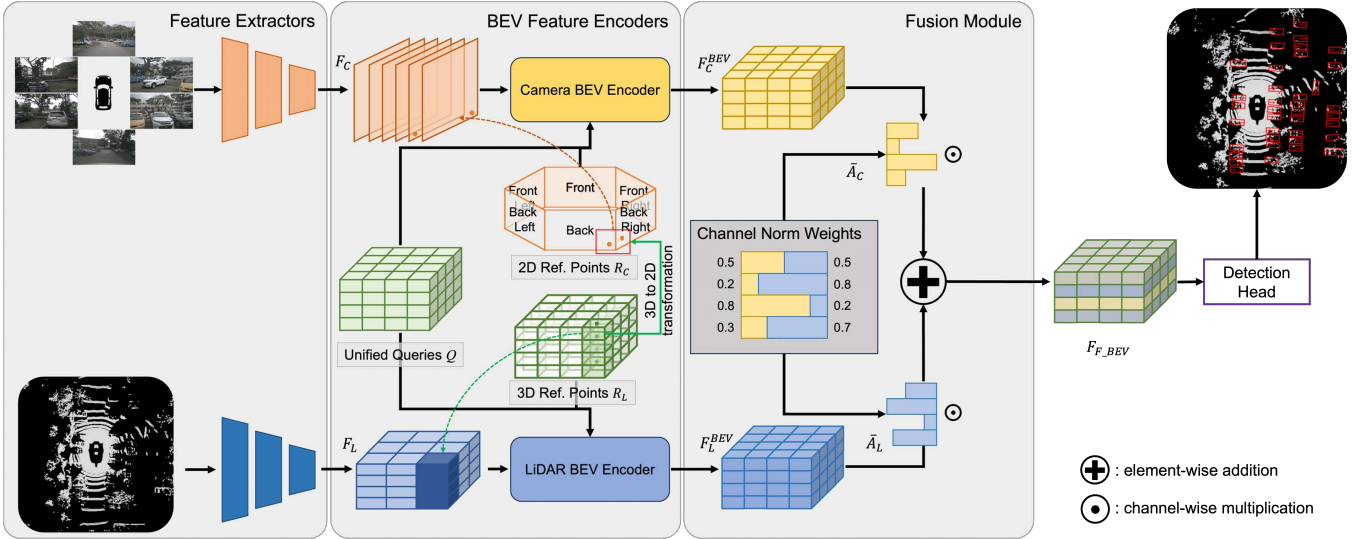 Feature Extractors
BEV Feature Encoders
Fusion Module
F_C
Camera BEV Encoder
F_C^{BEV}
Ā_C
Front
Left
Front
Front
Right
Back
Left
Back
Back
Right
2D Ref. Points R_C
3D to 2D
transformation
Unified Queries Q
3D Ref. Points R_L
Channel Norm Weights
0.5 0.5
0.2 0.8
0.8 0.2
0.3 0.7
F_L
LiDAR BEV Encoder
F_L^{BEV}
Ā_L
F_{F_BEV}
Detection
Head
: element-wise addition
: channel-wise multiplication